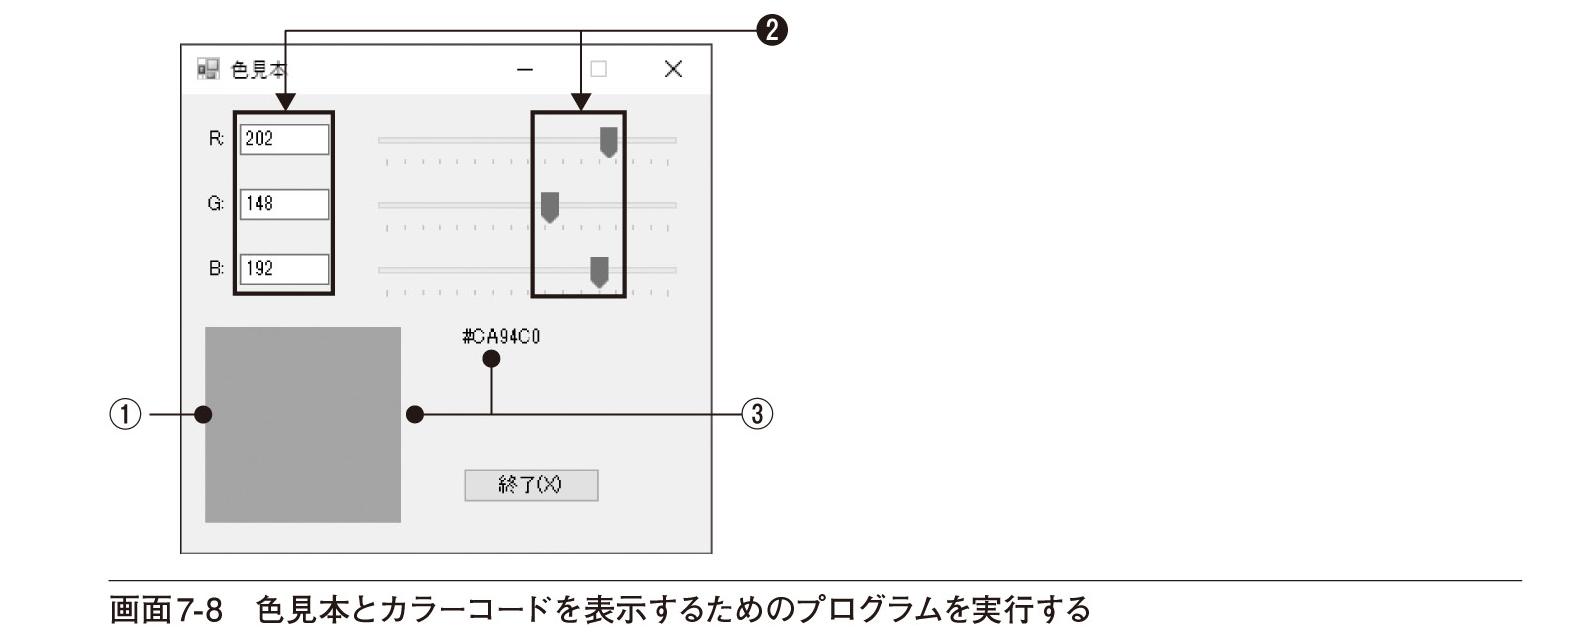 ❷
色見本
R: 202
G: 148
B: 192
#CA94C0
① ③
終了(X)
画面7-8 色見本とカラーコードを表示するためのプログラムを実行する